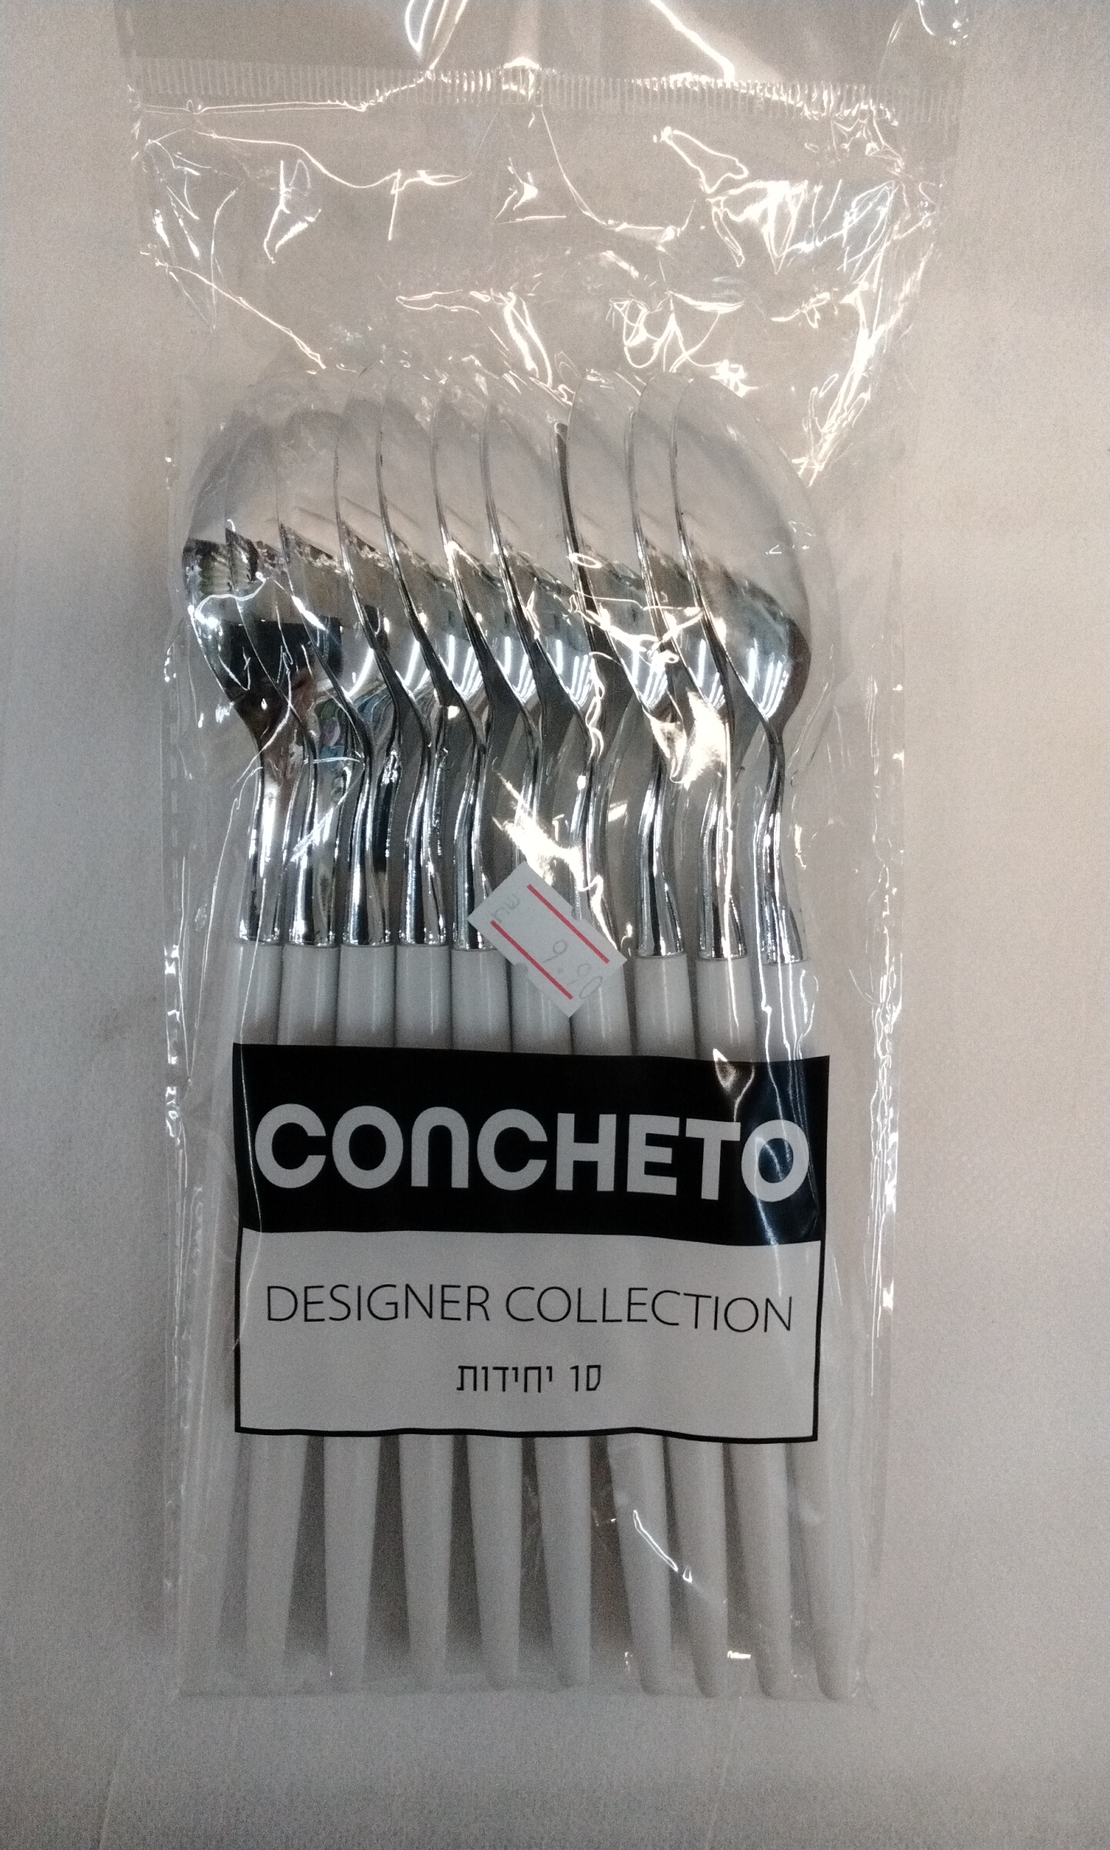 9.90
CONCHETO
DESIGNER COLLECTION
10 יחידות